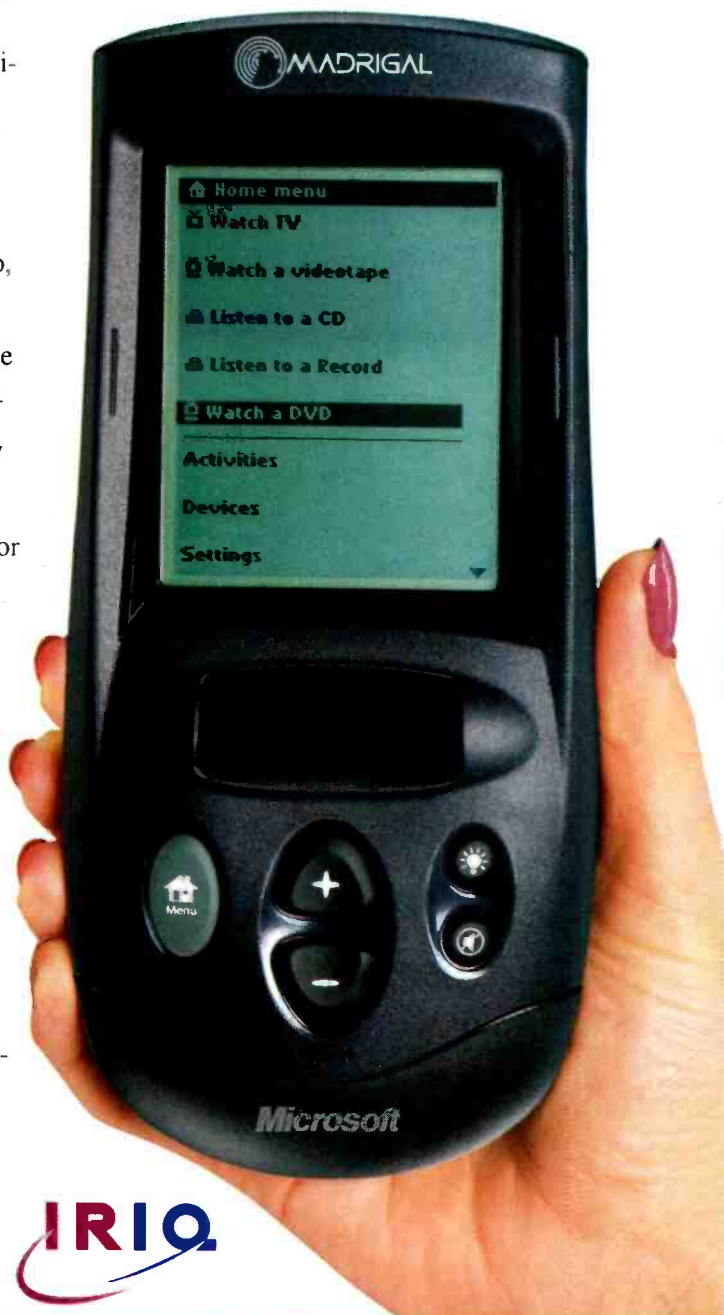 i-
MADRIGAL
Home menu
Watch TV
Watch a videotape
o,
Listen to a CD
e
Listen to a Record
-
Watch a DVD
y
Activities
Devices
or
Settings
Menu
+
-
-
Microsoft
IRIQ